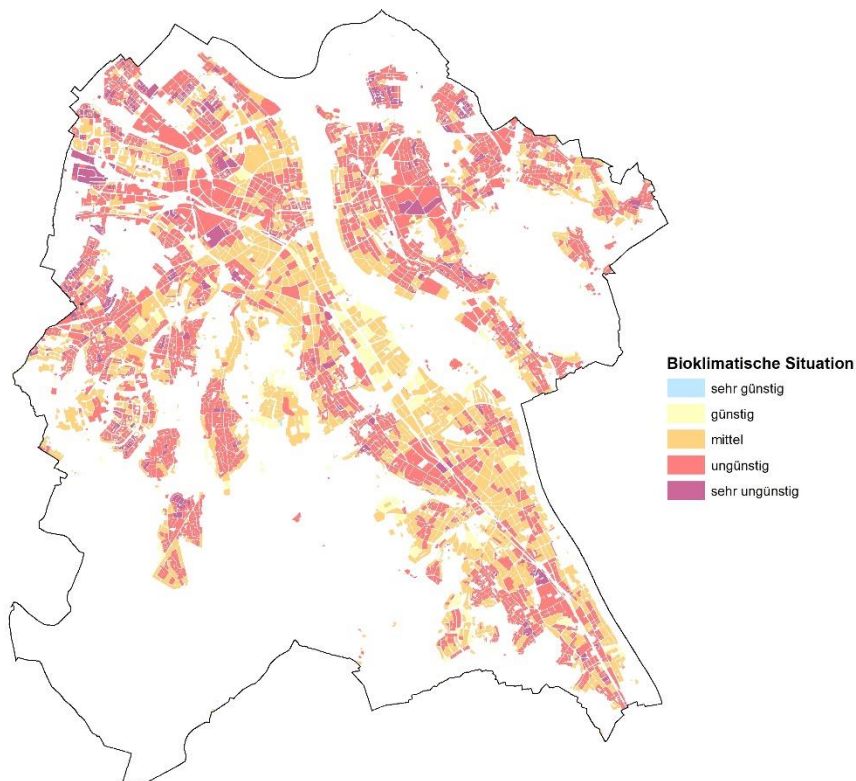 Bioklimatische Situation
sehr günstig
günstig
mittel
ungünstig
sehr ungünstig